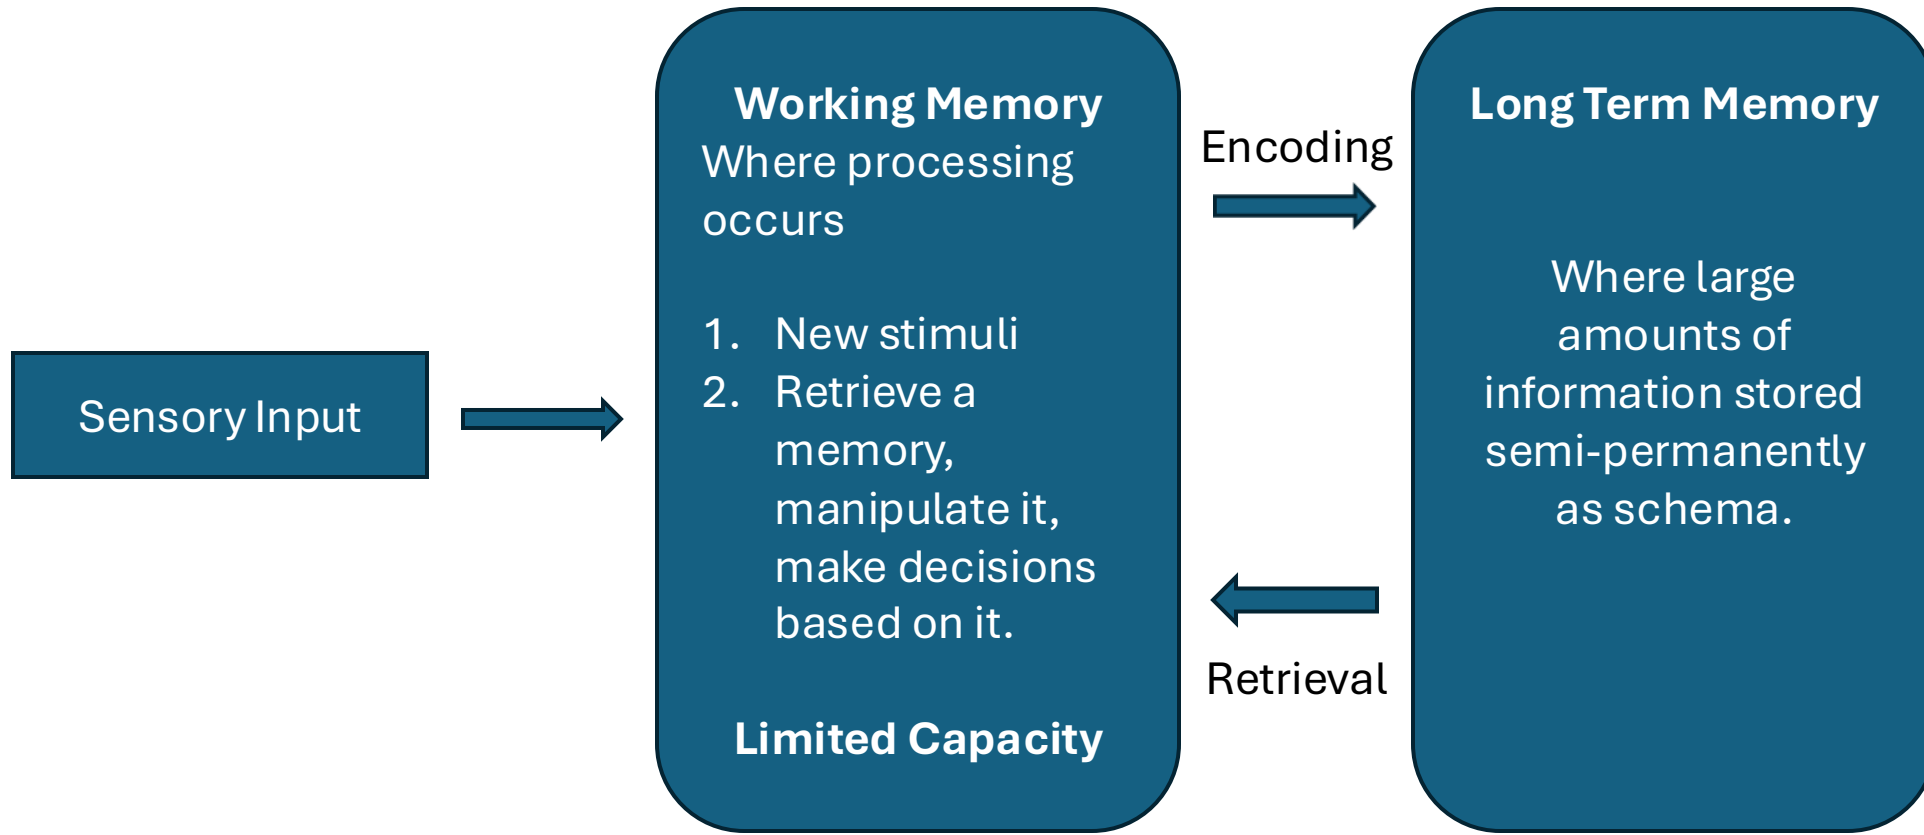 Sensory Input
Working Memory
Where processing
occurs
1. New stimuli
2. Retrieve a
memory,
manipulate it,
make decisions
based on it.
Limited Capacity
Encoding
Retrieval
Long Term Memory
Where large
amounts of
information stored
semi-permanently
as schema.